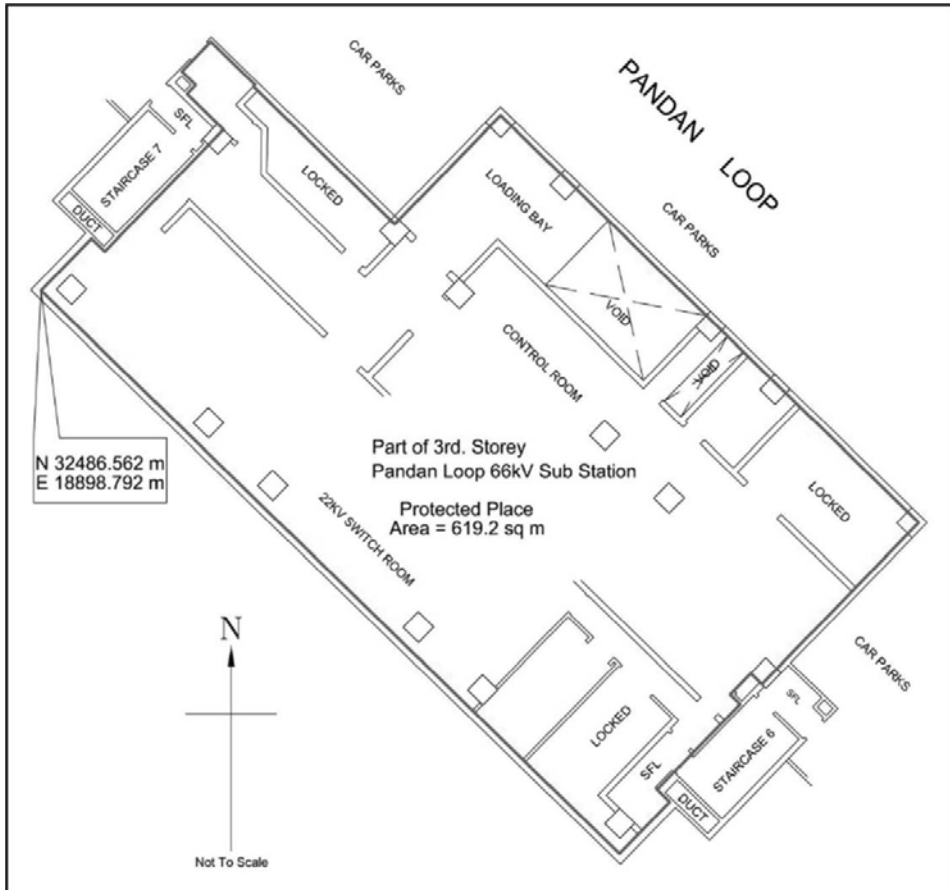 CAR PARKS
PANDAN LOOP
SFL
STAIRCASE 7
DUCT
LOCKED
LOADING BAY
CAR PARKS
VOID
VOID
CONTROL ROOM
N 32486.562 m
E 18898.792 m
Part of 3rd. Storey
Pandan Loop 66kV Sub Station
Protected Place
Area = 619.2 sq m
22KV SWITCH ROOM
LOCKED
N
CAR PARKS
SFL
LOCKED
SFL
STAIRCASE 6
DUCT
Not To Scale